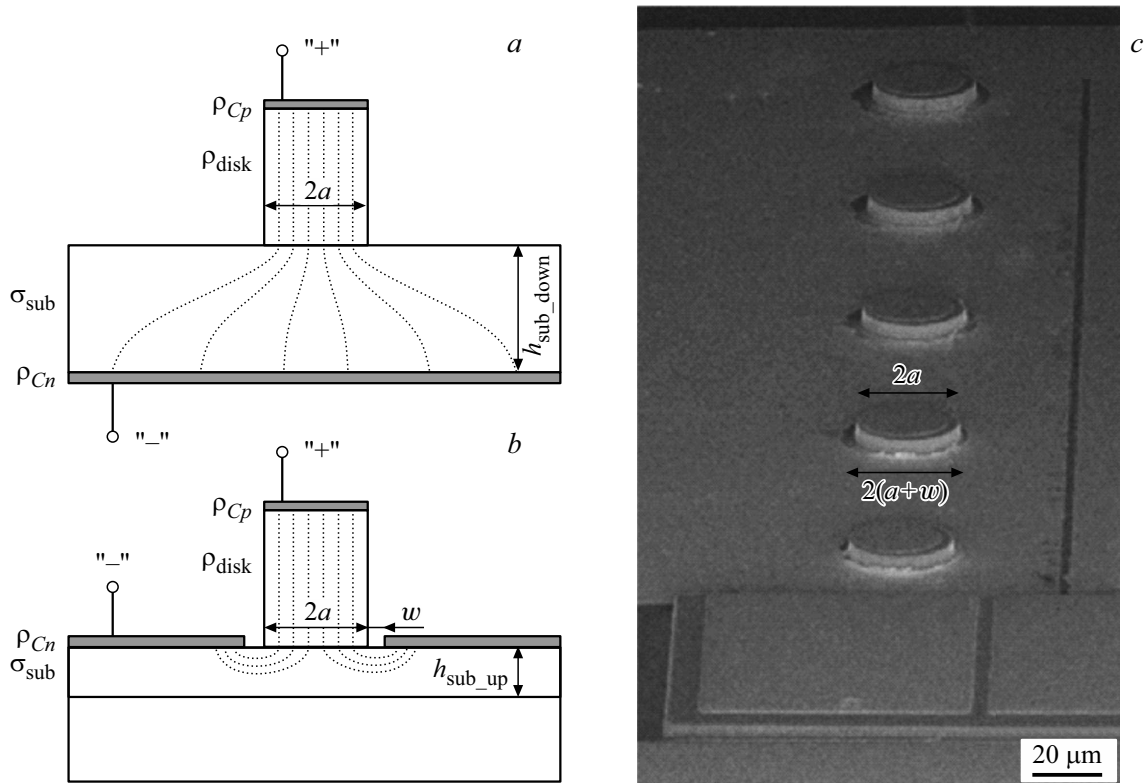 a
"+"
ρCp
ρdisk
2a
σsub
hsub_down
ρCn
"–"
b
"+"
ρCp
"–"
ρdisk
2a
w
ρCn
σsub
hsub_up
c
2a
2(a+w)
20 μm